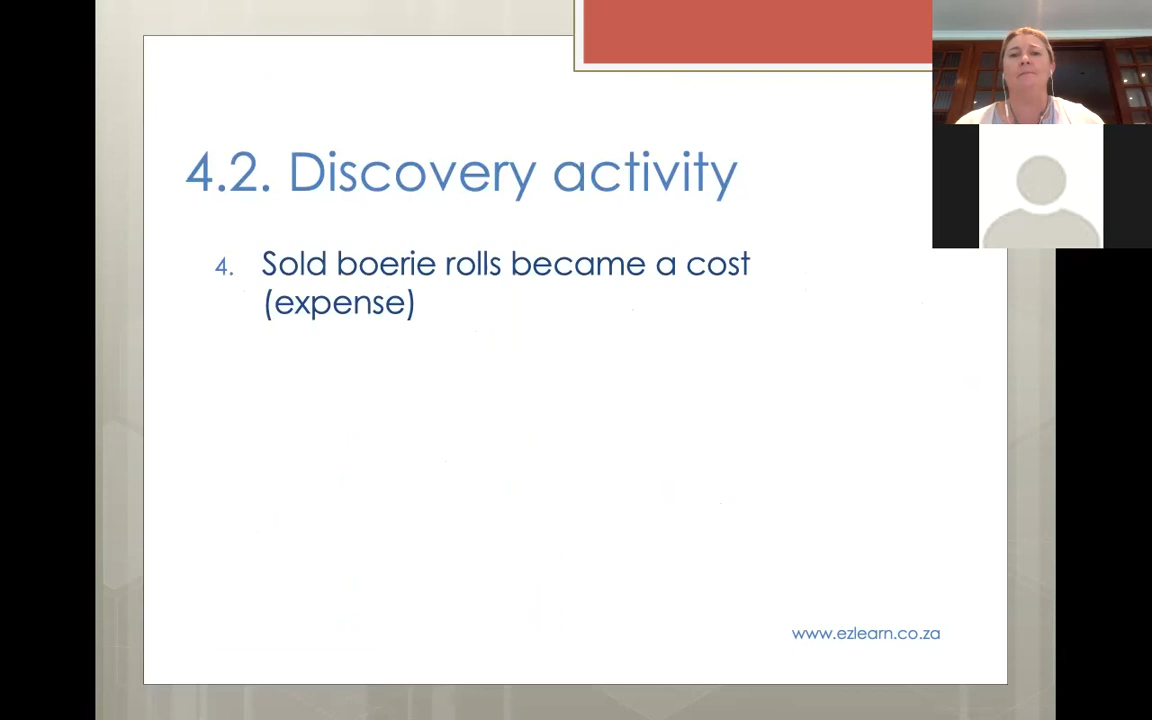 4.2. Discovery activity
4. Sold boerie rolls became a cost
(expense)
www.ezlearn.co.za